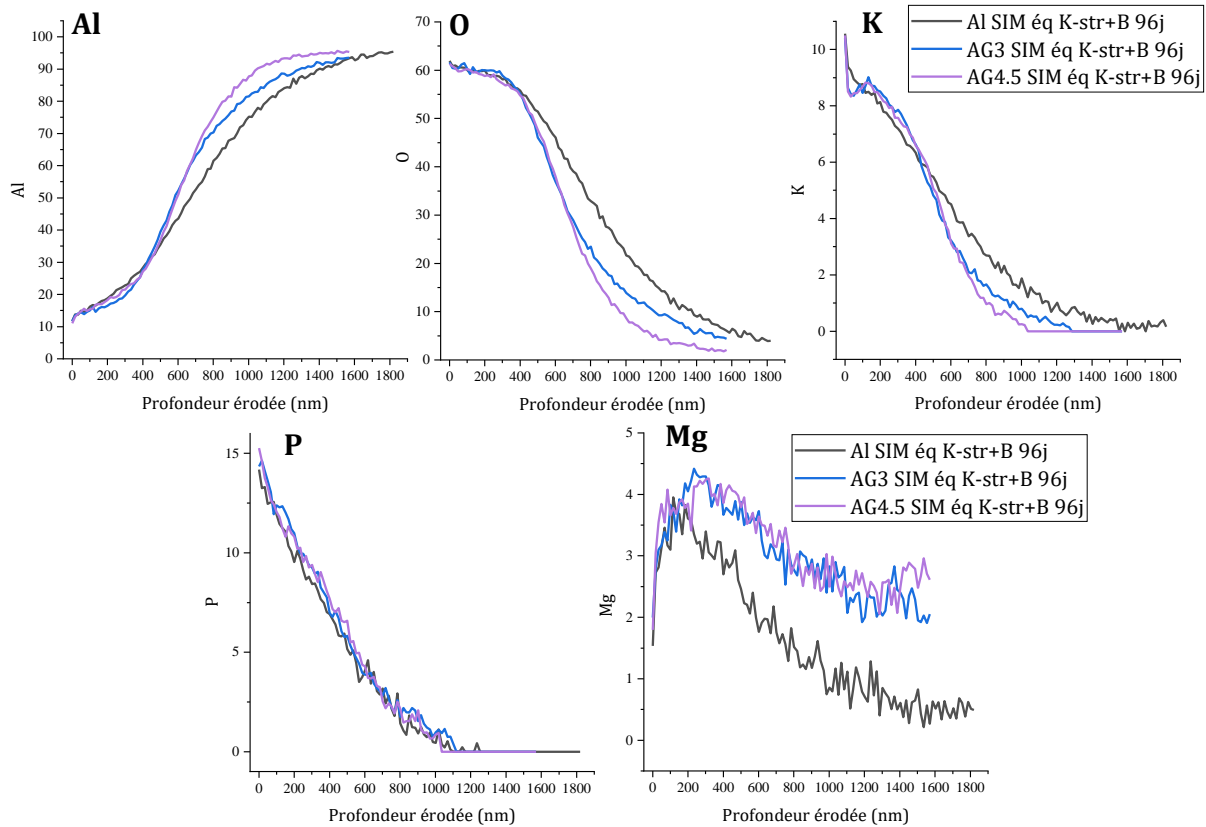 Al
Al
100
90
80
70
60
50
40
30
20
10
0
0 200 400 600 800 1000 1200 1400 1600 1800
Profondeur érodée (nm)
O
O
70
60
50
40
30
20
10
0
0 200 400 600 800 1000 1200 1400 1600 1800
Profondeur érodée (nm)
K
K
10
8
6
4
2
0
0 200 400 600 800 1000 1200 1400 1600 1800
Profondeur érodée (nm)
Al SIM éq K-str+B 96j
AG3 SIM éq K-str+B 96j
AG4.5 SIM éq K-str+B 96j
P
P
15
10
5
0
0 200 400 600 800 1000 1200 1400 1600 1800
Profondeur érodée (nm)
Mg
Mg
5
4
3
2
1
0
0 200 400 600 800 1000 1200 1400 1600 1800
Profondeur érodée (nm)
Al SIM éq K-str+B 96j
AG3 SIM éq K-str+B 96j
AG4.5 SIM éq K-str+B 96j